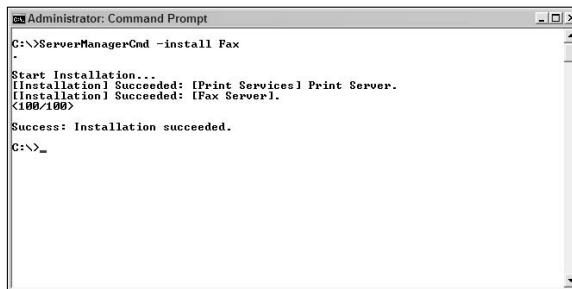 Administrator: Command Prompt
C:\>ServerManagerCmd -install Fax
.
Start Installation...
[Installation] Succeeded: [Print Services] Print Server.
[Installation] Succeeded: [Fax Server].
<100/100>
Success: Installation succeeded.
C:\>_